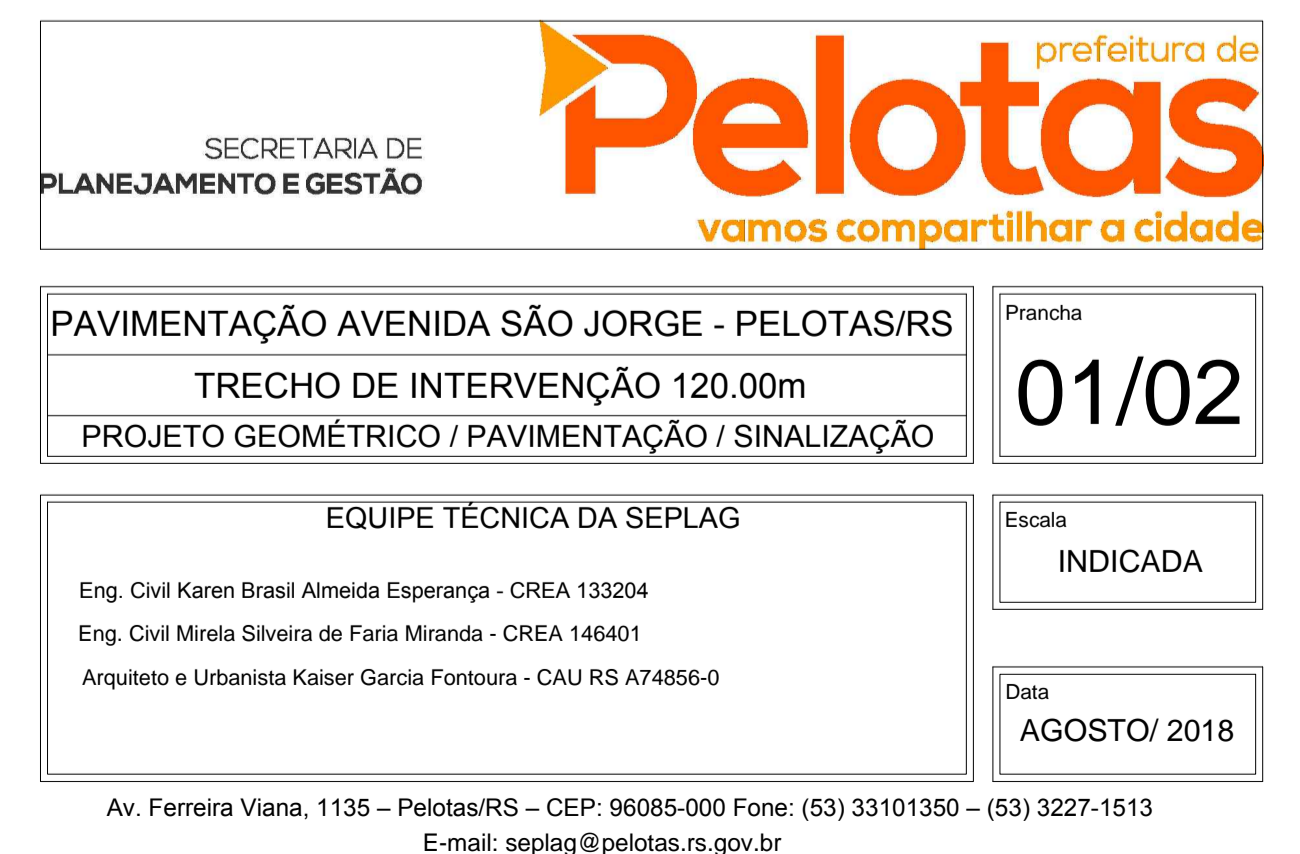 SECRETARIA DE
PLANEJAMENTO E GESTÃO
prefeitura de
Pelotas
vamos compartilhar a cidade
PAVIMENTAÇÃO AVENIDA SÃO JORGE - PELOTAS/RS
TRECHO DE INTERVENÇÃO 120.00m
PROJETO GEOMÉTRICO / PAVIMENTAÇÃO / SINALIZAÇÃO
Prancha
01/02
EQUIPE TÉCNICA DA SEPLAG
Eng. Civil Karen Brasil Almeida Esperança - CREA 133204
Eng. Civil Mirela Silveira de Faria Miranda - CREA 146401
Arquiteto e Urbanista Kaiser Garcia Fontoura - CAU RS A74856-0
Escala
INDICADA
Data
AGOSTO/ 2018
Av. Ferreira Viana, 1135 – Pelotas/RS – CEP: 96085-000 Fone: (53) 33101350 – (53) 3227-1513
E-mail: seplag@pelotas.rs.gov.br